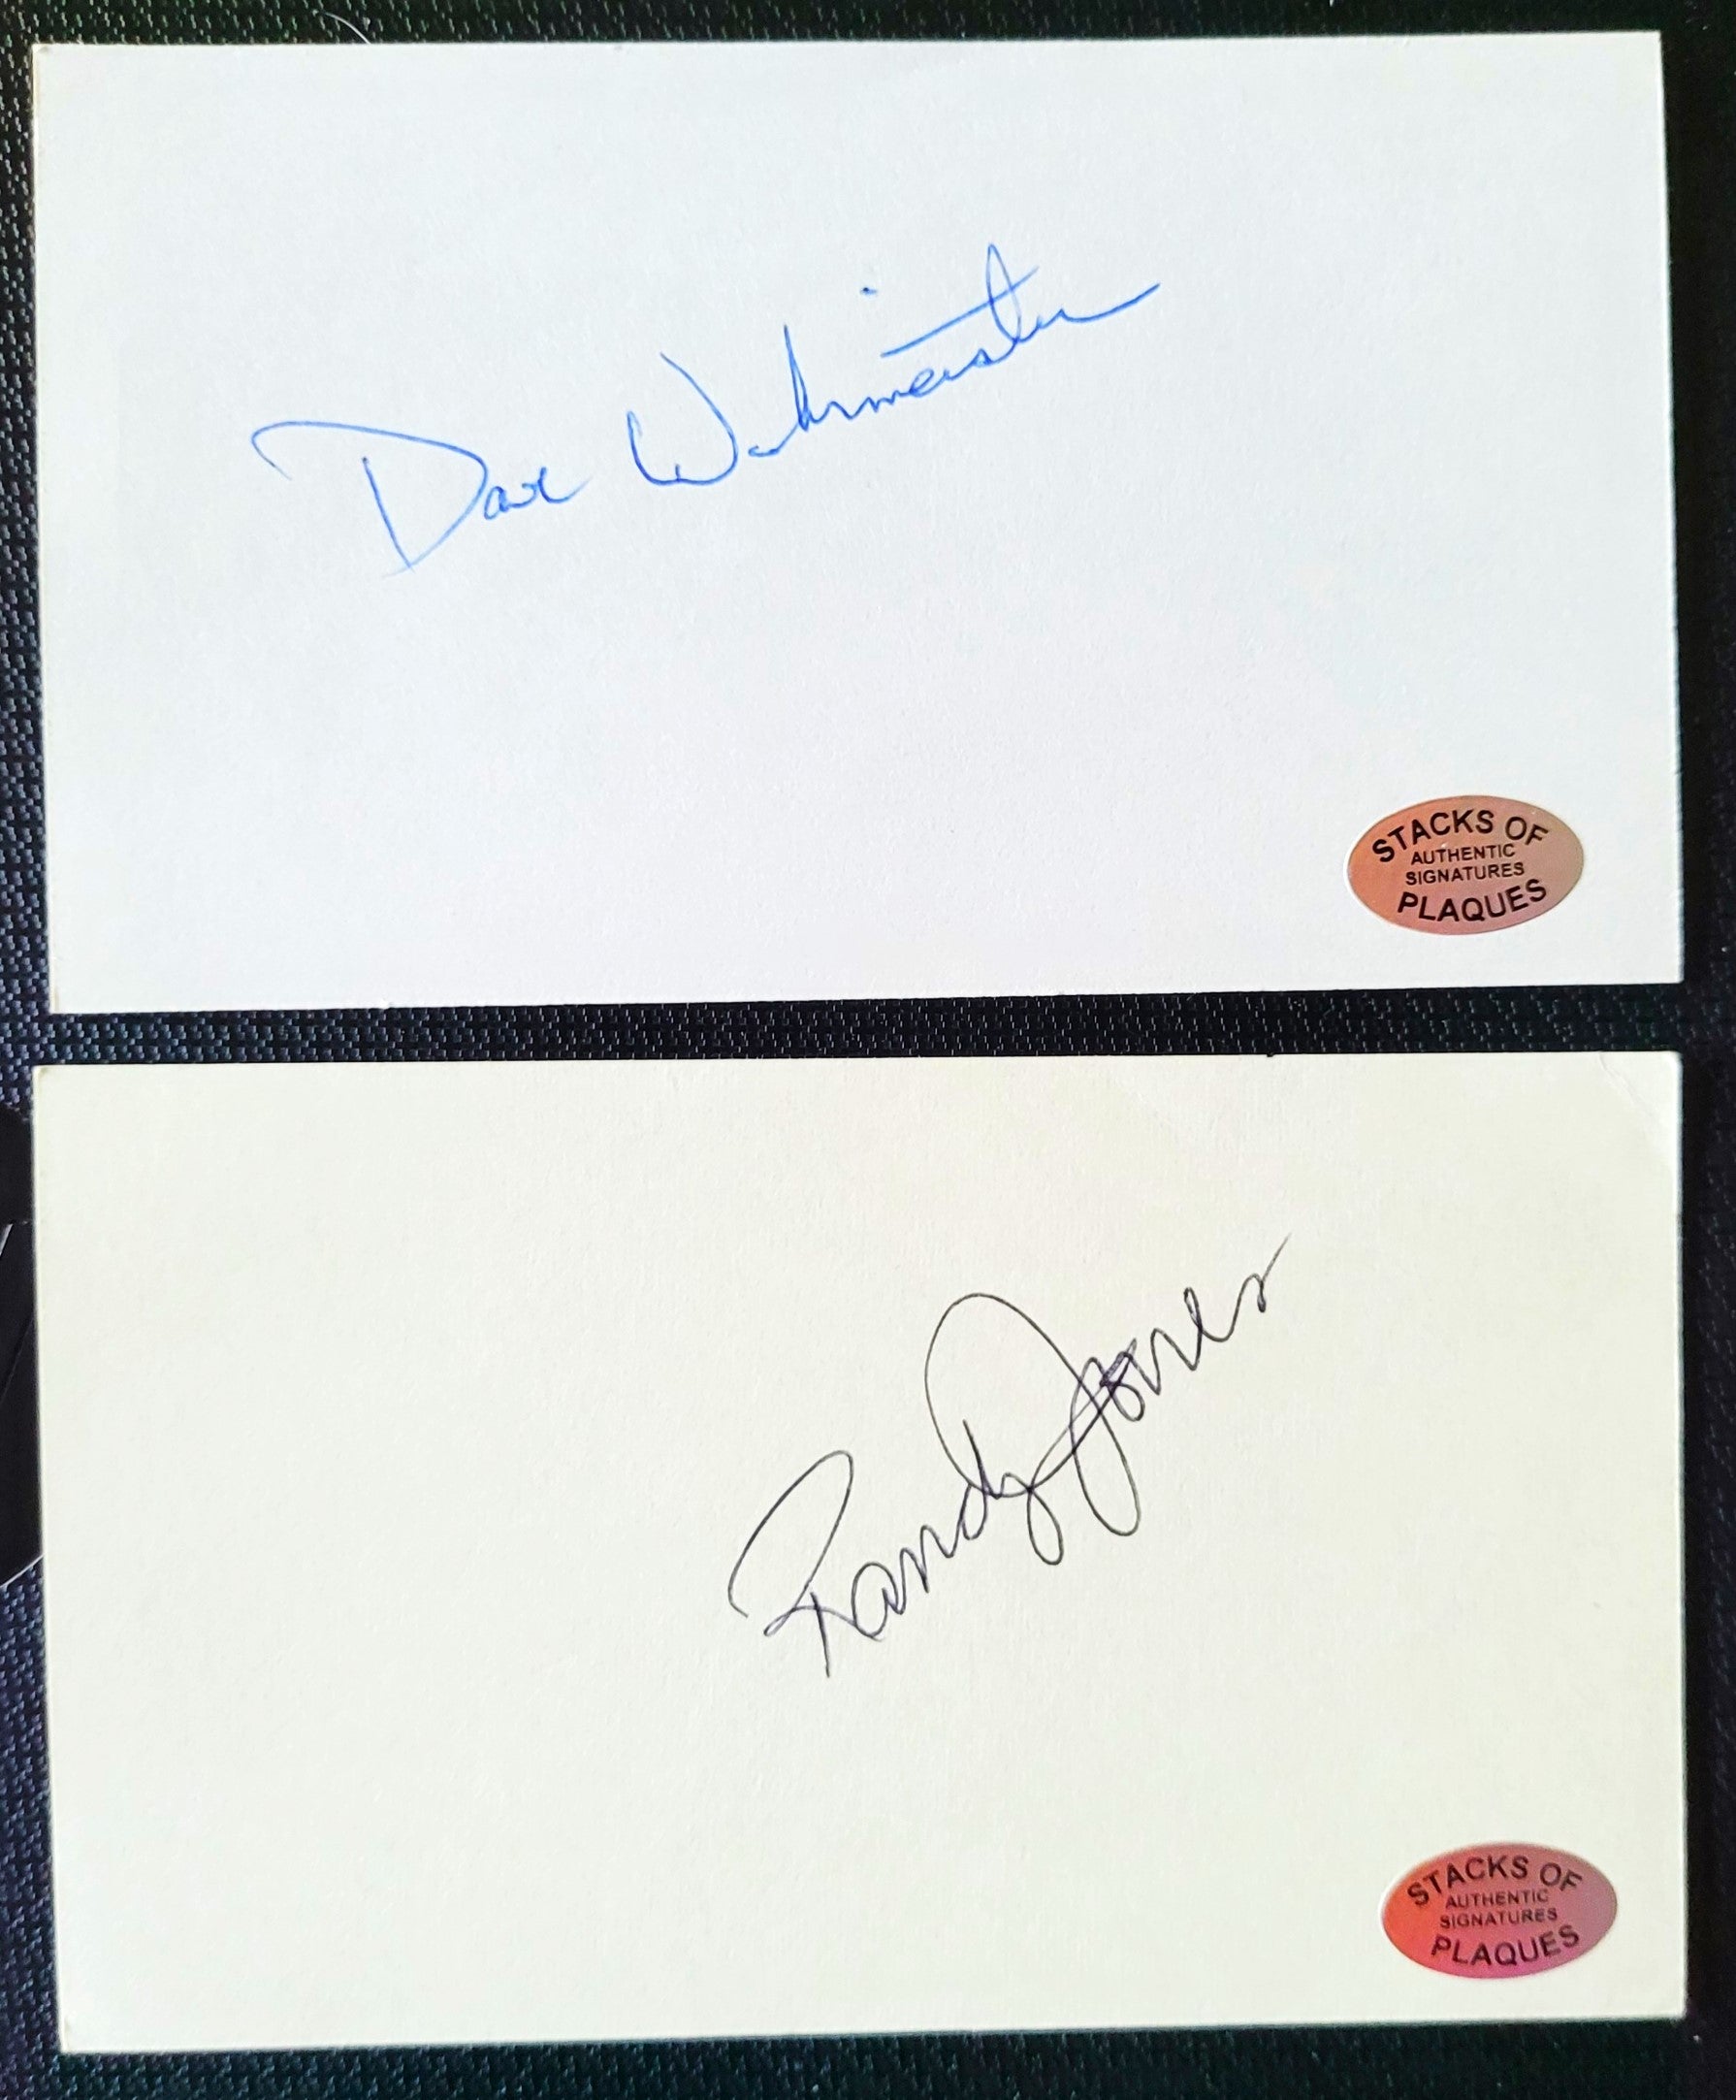 Dave Wehrmeister
STACKS OF
AUTHENTIC
SIGNATURES
PLAQUES
Randy Jones
STACKS OF
AUTHENTIC
SIGNATURES
PLAQUES